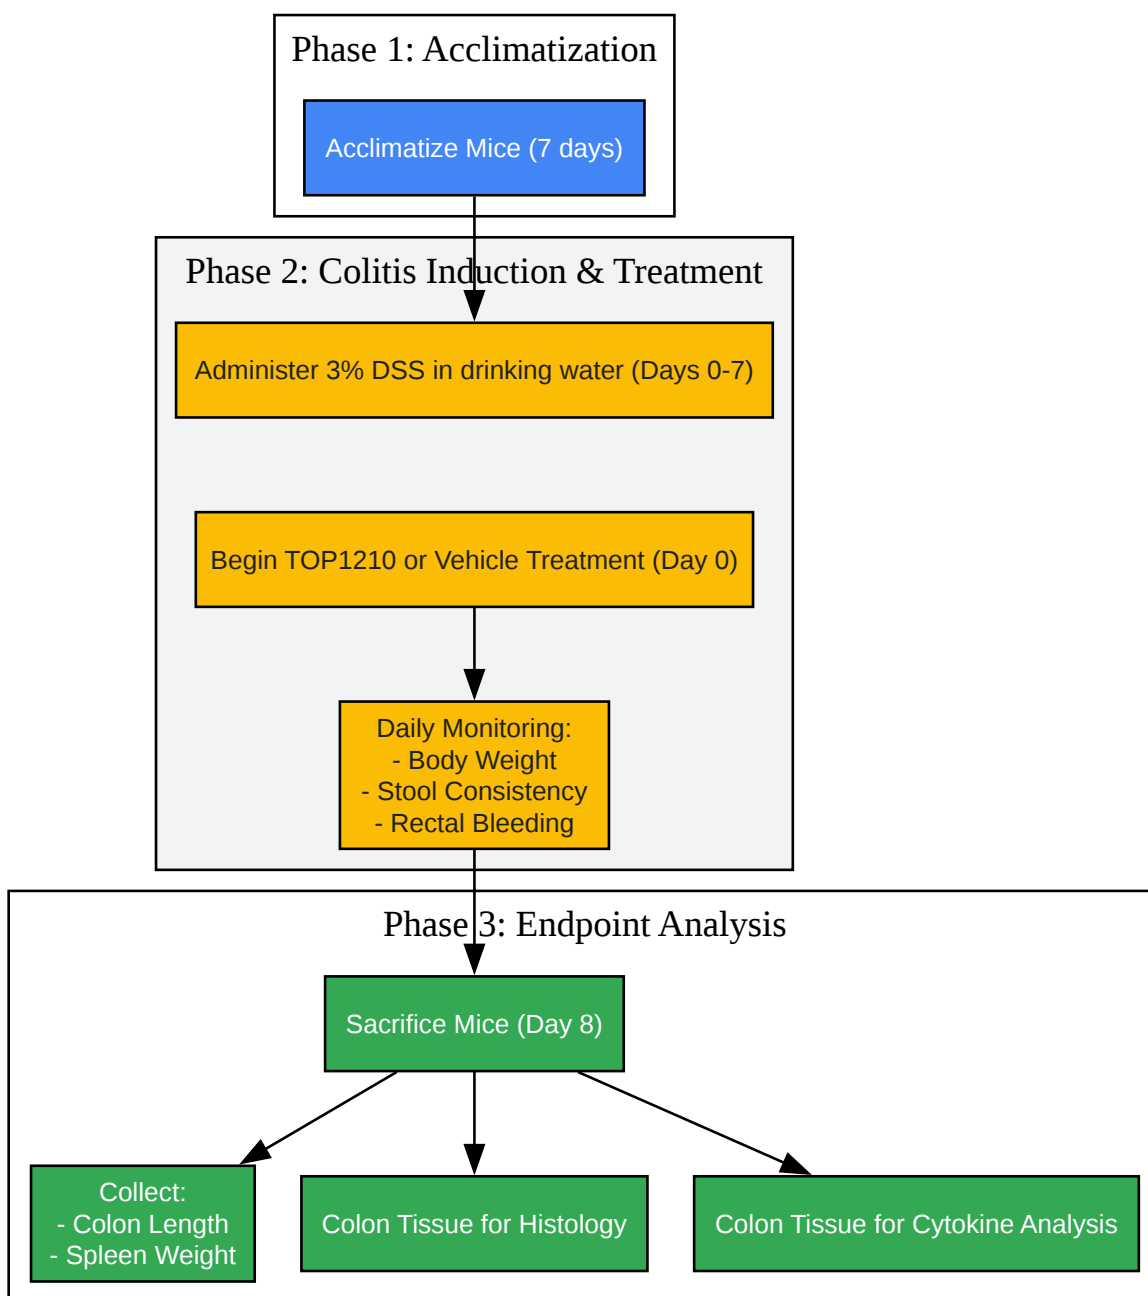 Phase 1: Acclimatization
Acclimatize Mice (7 days)
Phase 2: Colitis Induction & Treatment
Administer 3% DSS in drinking water (Days 0-7)
Begin TOP1210 or Vehicle Treatment (Day 0)
Daily Monitoring:
- Body Weight
- Stool Consistency
- Rectal Bleeding
Phase 3: Endpoint Analysis
Sacrifice Mice (Day 8)
Collect:
- Colon Length
- Spleen Weight
Colon Tissue for Histology
Colon Tissue for Cytokine Analysis